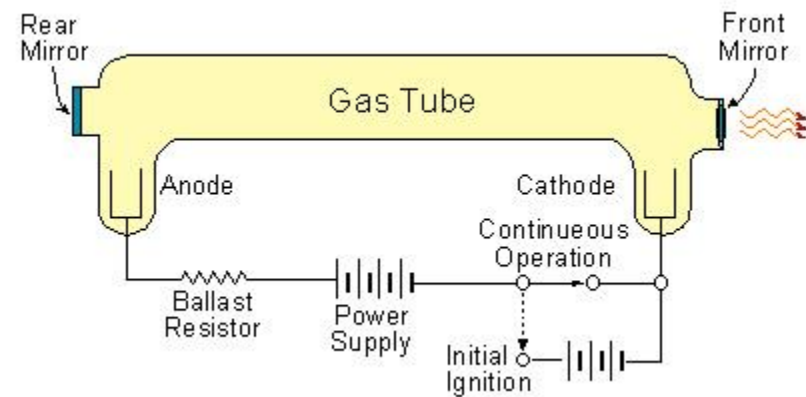 Rear
Mirror
Front
Mirror
Gas Tube
Anode
Cathode
Continueous
Operation
Ballast
Resistor
Power
Supply
Initial
Ignition